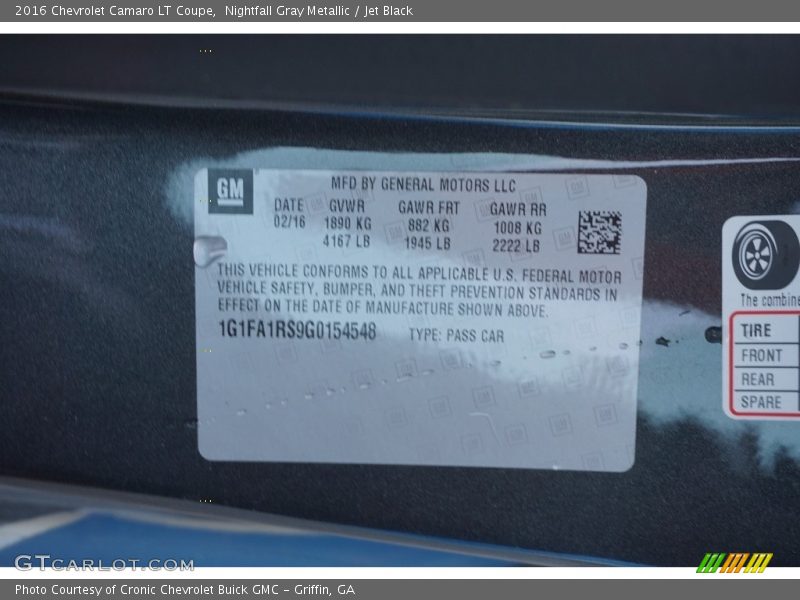 2016 Chevrolet Camaro LT Coupe,  Nightfall Gray Metallic / Jet Black
GM
MFD BY GENERAL MOTORS LLC
DATE GVWR GAWR FRT GAWR RR
02/16 1890 KG 882 KG 1008 KG
4167 LB 1945 LB 2222 LB
THIS VEHICLE CONFORMS TO ALL APPLICABLE U.S. FEDERAL MOTOR
VEHICLE SAFETY, BUMPER, AND THEFT PREVENTION STANDARDS IN
EFFECT ON THE DATE OF MANUFACTURE SHOWN ABOVE.
1G1FA1RS9G0154548 TYPE: PASS CAR
The combine
TIRE
FRONT
REAR
SPARE
GTCARLOT.COM
Photo Courtesy of Cronic Chevrolet Buick GMC – Griffin, GA